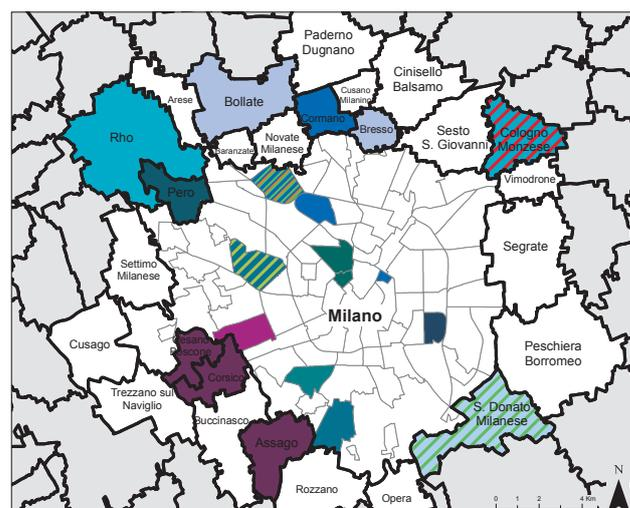 Paderno
Dugnano
Cinisello
Balsamo
Arese
Bollate
Cusano
Milanino
Cormano
Bresso
Rho
Baranzate
Novate
Milanese
Sesto
S. Giovanni
Cologno
Monzese
Vimodrone
Pero
Segrate
Settimo
Milanese
Milano
Cusago
Cesano
Boscone
Corsico
Peschiera
Borromeo
Trezzano sul
Naviglio
Buccinasco
S. Donato
Milanese
Assago
Rozzano
Opera
N
0 1 2 4 Km